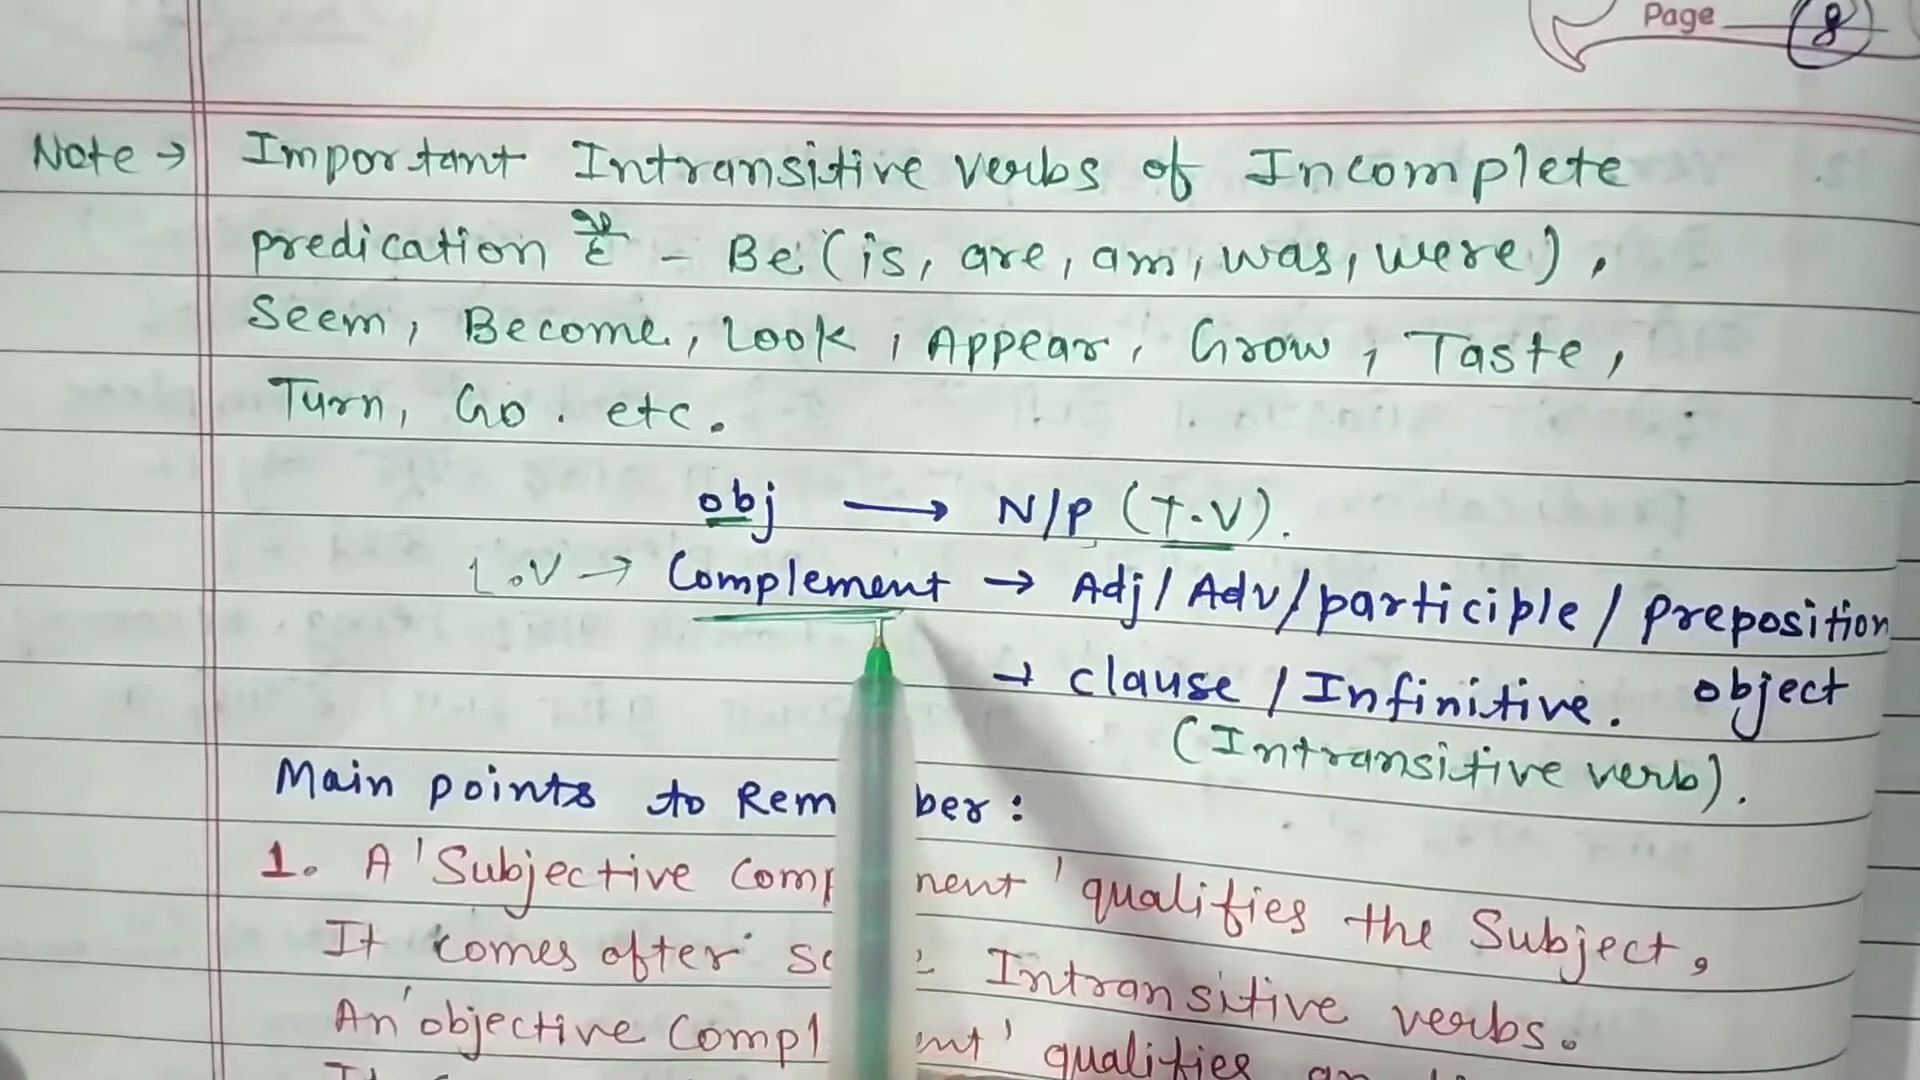 Page 8
Note → Important Intransitive verbs of Incomplete
predication - Be (is, are, am, was, were),
Seem, Become, Look, Appear, Grow, Taste,
Turn, Go. etc.
obj → N/P (T.V).
I.V → Complement → Adj/Adv/participle/preposition
→ clause / Infinitive. object
(Intransitive verb).
Main points to Rem ber:
1. A 'Subjective Comp nent' qualifies the Subject,
It comes after Intransitive verbs.
An 'objective Compl ent' qualifies